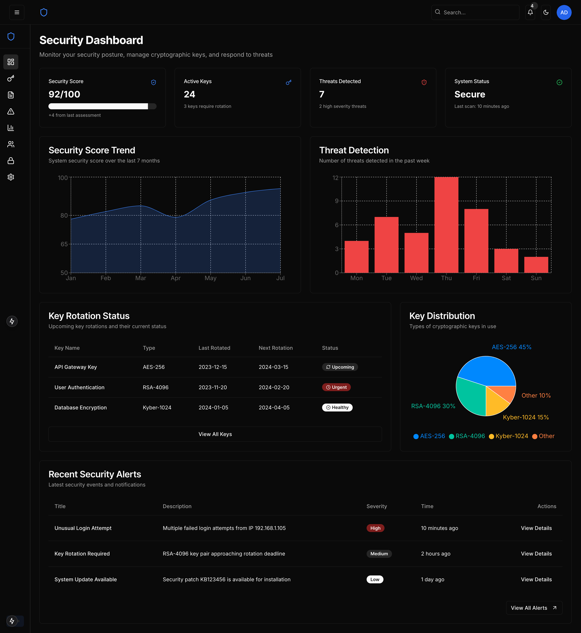 Search...
4
AD
Security Dashboard
Monitor your security posture, manage cryptographic keys, and respond to threats
Security Score
92/100
+4 from last assessment
Active Keys
24
3 keys require rotation
Threats Detected
7
2 high severity threats
System Status
Secure
Last scan: 10 minutes ago
Security Score Trend
System security score over the last 7 months
100
80
65
50
Jan Feb Mar Apr May Jun Jul
Threat Detection
Number of threats detected in the past week
12
9
6
3
0
Mon Tue Wed Thu Fri Sat Sun
Key Rotation Status
Upcoming key rotations and their current status
Key Name Type Last Rotated Next Rotation Status
API Gateway Key AES-256 2023-12-15 2024-03-15 Upcoming
User Authentication RSA-4096 2023-11-20 2024-02-20 Urgent
Database Encryption Kyber-1024 2024-01-05 2024-04-05 Healthy
View All Keys
Key Distribution
Types of cryptographic keys in use
AES-256 45%
Other 10%
RSA-4096 30%
Kyber-1024 15%
AES-256 RSA-4096 Kyber-1024 Other
Recent Security Alerts
Latest security events and notifications
Title Description Severity Time Actions
Unusual Login Attempt Multiple failed login attempts from IP 192.168.1.105 High 10 minutes ago View Details
Key Rotation Required RSA-4096 key pair approaching rotation deadline Medium 2 hours ago View Details
System Update Available Security patch KB123456 is available for installation Low 1 day ago View Details
View All Alerts